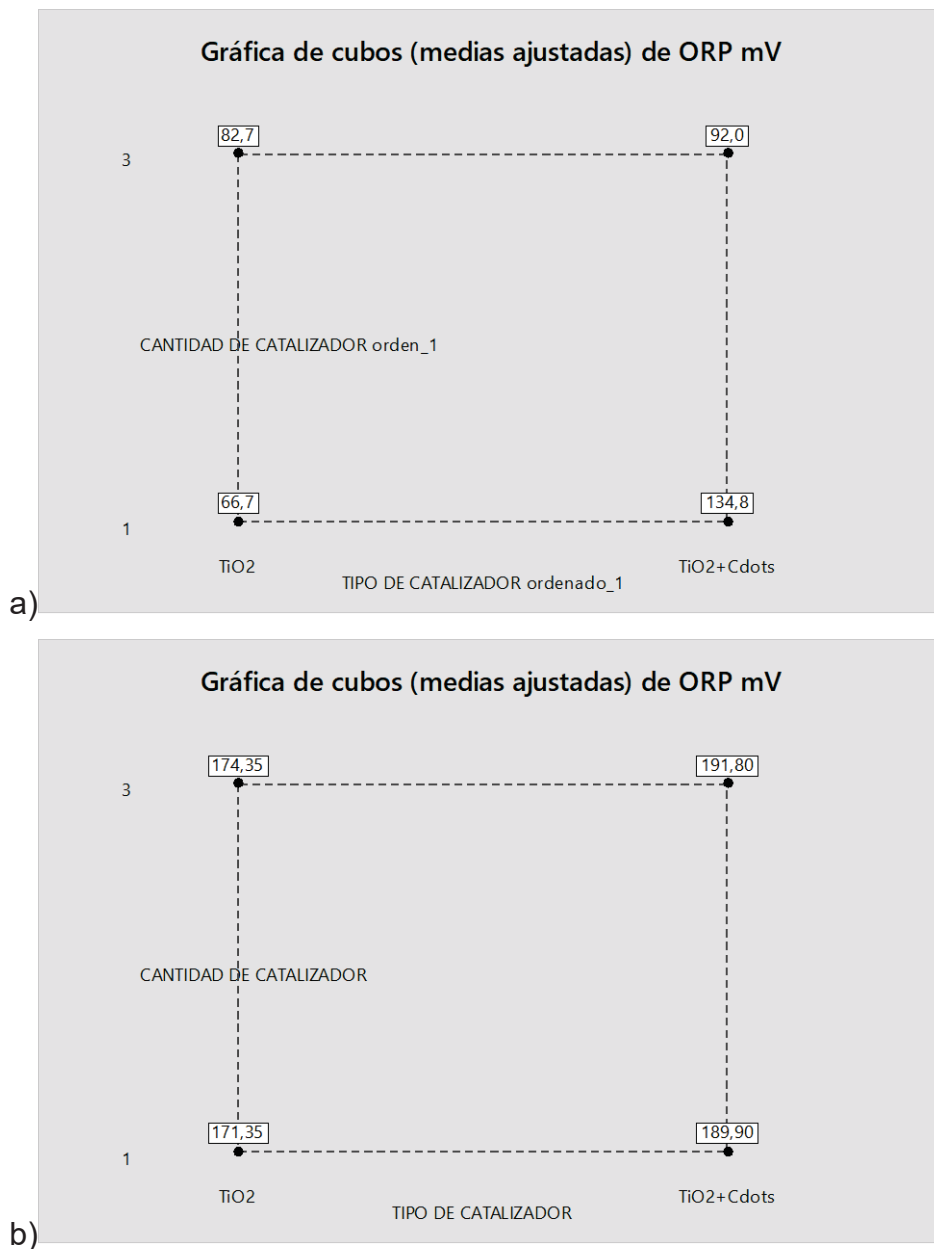 Gráfica de cubos (medias ajustadas) de ORP mV
82,7
92,0
3
CANTIDAD DE CATALIZADOR orden_1
66,7
134,8
1
TiO2
TiO2+Cdots
TIPO DE CATALIZADOR ordenado_1
a)
Gráfica de cubos (medias ajustadas) de ORP mV
174,35
191,80
3
CANTIDAD DE CATALIZADOR
171,35
189,90
1
TiO2
TiO2+Cdots
TIPO DE CATALIZADOR
b)